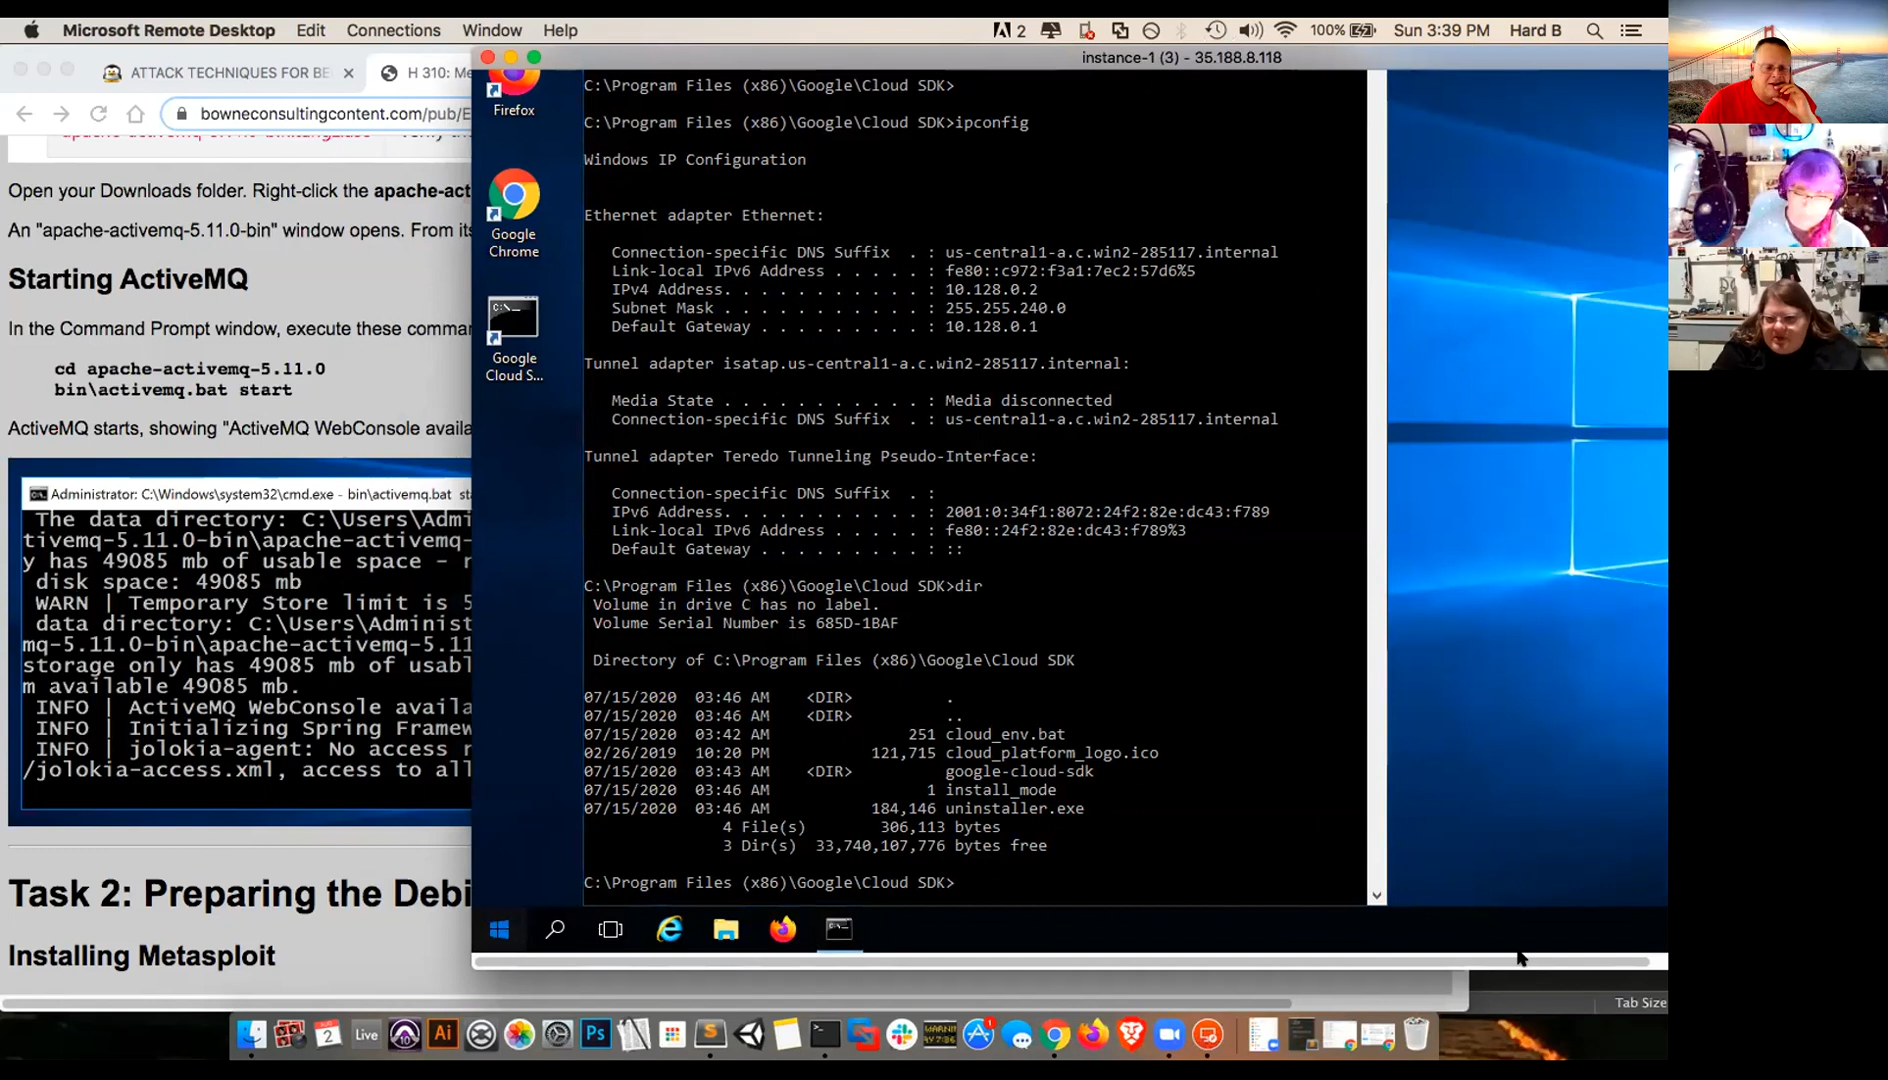 Microsoft Remote Desktop Edit Connections Window Help 2 100% Sun 3:39 PM Hard B
instance-1 (3) - 35.188.8.118
ATTACK TECHNIQUES FOR BE
H 310: Me
bowneconsultingcontent.com/pub/E
Open your Downloads folder. Right-click the apache-act
An "apache-activemq-5.11.0-bin" window opens. From its
Starting ActiveMQ
In the Command Prompt window, execute these comma
cd apache-activemq-5.11.0
bin\activemq.bat start
ActiveMQ starts, showing "ActiveMQ WebConsole availa
Administrator: C:\Windows\system32\cmd.exe - bin\activemq.bat sta
The data directory: C:\Users\Admi
tivemq-5.11.0-bin\apache-activemq-
y has 49085 mb of usable space - r
disk space: 49085 mb
WARN | Temporary Store limit is 5
data directory: C:\Users\Administ
mq-5.11.0-bin\apache-activemq-5.11
storage only has 49085 mb of usabl
m available 49085 mb.
INFO | ActiveMQ WebConsole availa
INFO | Initializing Spring Framew
INFO | jolokia-agent: No access r
/jolokia-access.xml, access to all
Task 2: Preparing the Debi
Installing Metasploit
Firefox
Google
Chrome
Google
Cloud S...
C:\Program Files (x86)\Google\Cloud SDK>
C:\Program Files (x86)\Google\Cloud SDK>ipconfig
Windows IP Configuration
Ethernet adapter Ethernet:
Connection-specific DNS Suffix . : us-central1-a.c.win2-285117.internal
Link-local IPv6 Address . . . . . : fe80::c972:f3a1:7ec2:57d6%5
IPv4 Address. . . . . . . . . . . : 10.128.0.2
Subnet Mask . . . . . . . . . . . : 255.255.240.0
Default Gateway . . . . . . . . . : 10.128.0.1
Tunnel adapter isatap.us-central1-a.c.win2-285117.internal:
Media State . . . . . . . . . . . : Media disconnected
Connection-specific DNS Suffix . : us-central1-a.c.win2-285117.internal
Tunnel adapter Teredo Tunneling Pseudo-Interface:
Connection-specific DNS Suffix . :
IPv6 Address. . . . . . . . . . . : 2001:0:34f1:8072:24f2:82e:dc43:f789
Link-local IPv6 Address . . . . . : fe80::24f2:82e:dc43:f789%3
Default Gateway . . . . . . . . . : ::
C:\Program Files (x86)\Google\Cloud SDK>dir
Volume in drive C has no label.
Volume Serial Number is 685D-1BAF
Directory of C:\Program Files (x86)\Google\Cloud SDK
07/15/2020 03:46 AM <DIR> .
07/15/2020 03:46 AM <DIR> ..
07/15/2020 03:42 AM 251 cloud_env.bat
02/26/2019 10:20 PM 121,715 cloud_platform_logo.ico
07/15/2020 03:43 AM <DIR> google-cloud-sdk
07/15/2020 03:46 AM 1 install_mode
07/15/2020 03:46 AM 184,146 uninstaller.exe
4 File(s) 306,113 bytes
3 Dir(s) 33,740,107,776 bytes free
C:\Program Files (x86)\Google\Cloud SDK>
Tab Size
AUG
2
Live
10
Ai
Ps
1